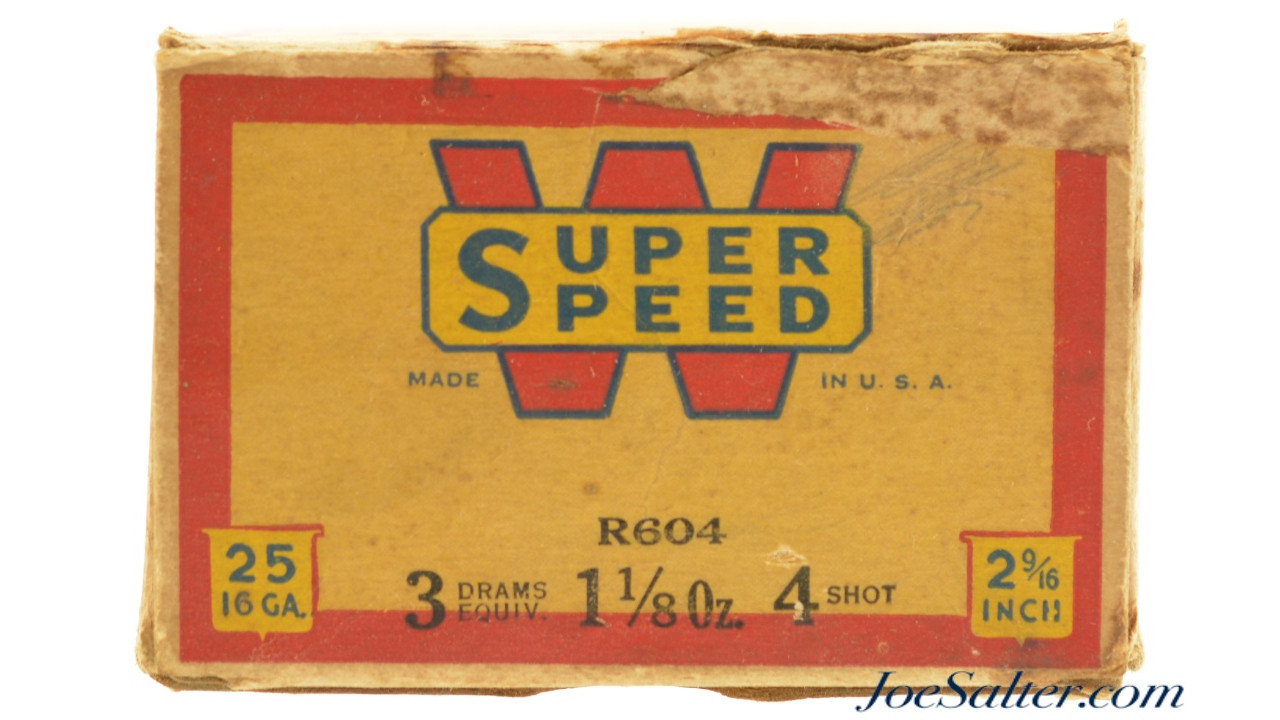 W
SUPER
SPEED
MADE IN U. S. A.
R604
25
16 GA.
3 DRAMS EQUIV. 1 1/8 Oz. 4 SHOT
2 9/16
INCH
JoeSalter.com